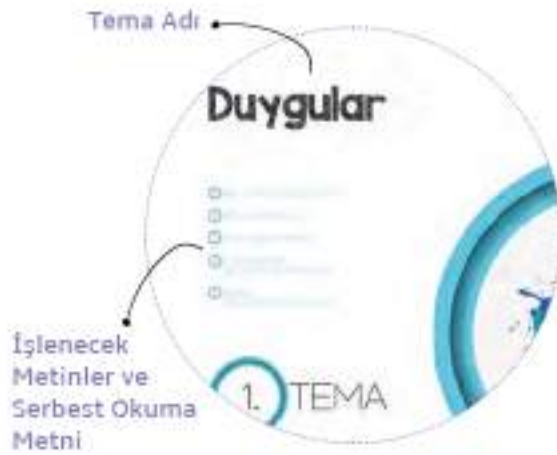 Tema Adı
Duygular
İşlenecek
Metinler ve
Serbest Okuma
Metni
1. TEMA